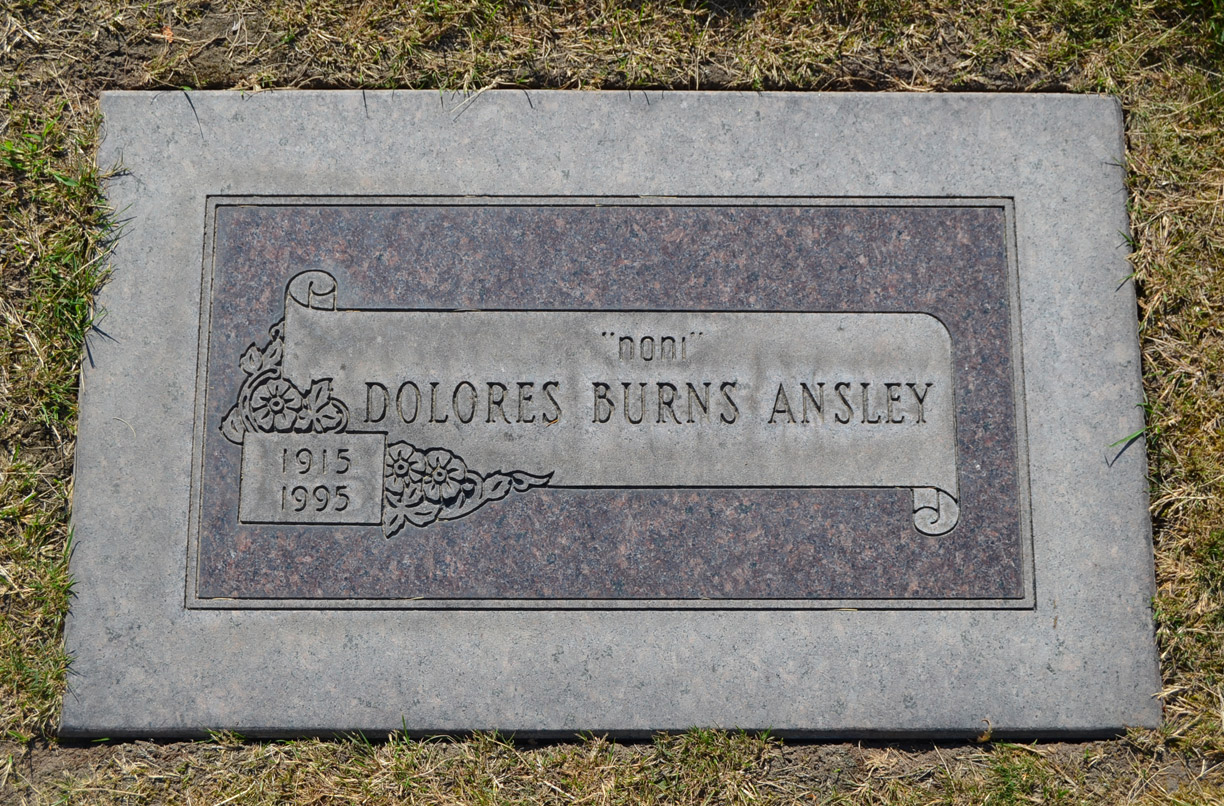 "noni"
DOLORES BURNS ANSLEY
1915
1995